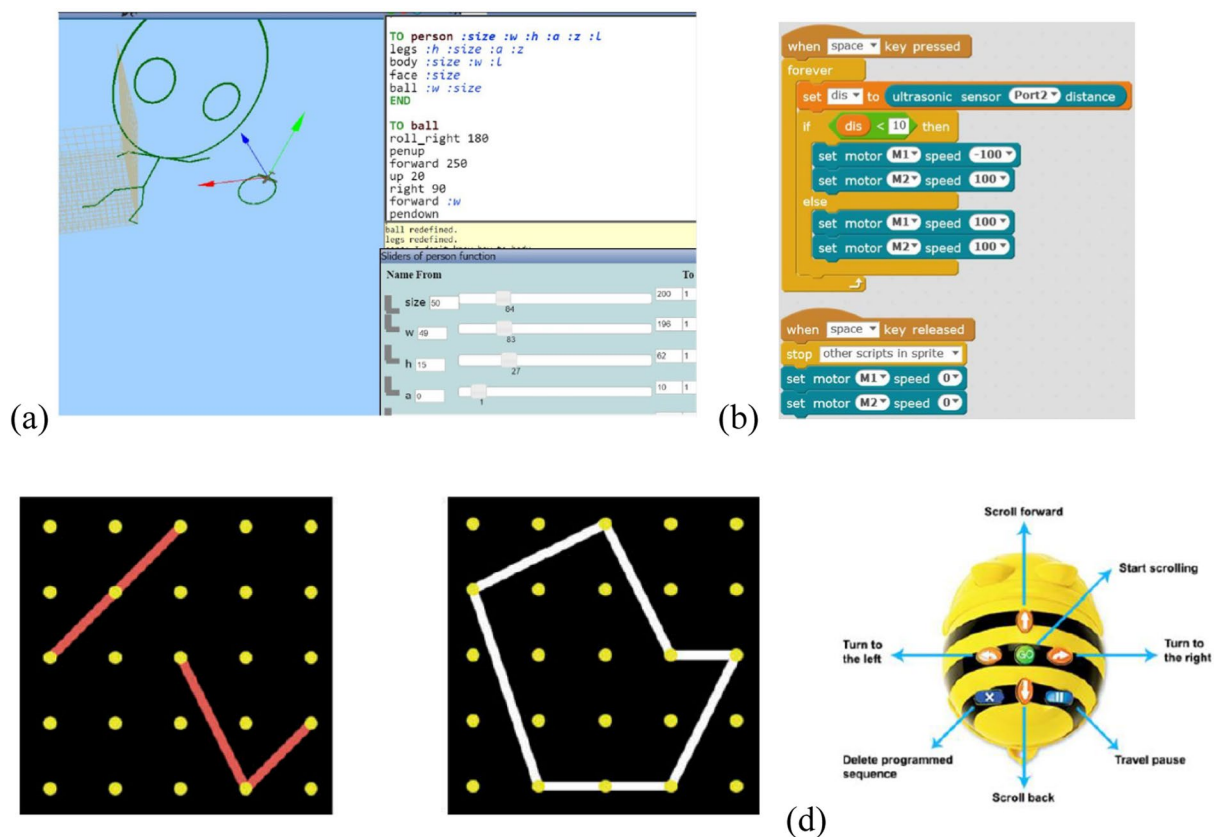 TO person :size :w :h :a :z :l
legs :h :size :a :z
body :size :w :l
face :size
ball :w :size
END
TO ball
roll_right 180
penup
forward 250
up 20
right 90
forward :w
pendown
ball redefined.
legs redefined.
Sliders of person function
Name From To
size 50 84 200 1
w 49 83 196 1
h 15 27 62 1
a 0 1 10 1
(a)
when space key pressed
forever
set dis to ultrasonic sensor Port2 distance
if dis < 10 then
set motor M1 speed -100
set motor M2 speed 100
else
set motor M1 speed 100
set motor M2 speed 100
when space key released
stop other scripts in sprite
set motor M1 speed 0
set motor M2 speed 0
(b)
Scroll forward
Start scrolling
Turn to
the left
GO
Turn to
the right
X
Delete programmed
sequence
Travel pause
Scroll back
(d)